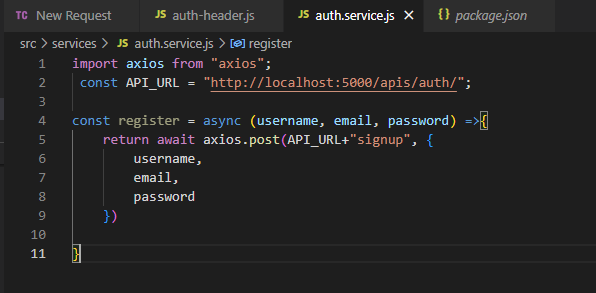 TC New Request JS auth-header.js JS auth.service.js × {} package.json
src > services > JS auth.service.js > register
1 import axios from "axios";
2 const API_URL = "http://localhost:5000/apis/auth/";
3
4 const register = async (username, email, password) =>{
5 return await axios.post(API_URL+"signup", {
6 username,
7 email,
8 password
9 })
10
11 }